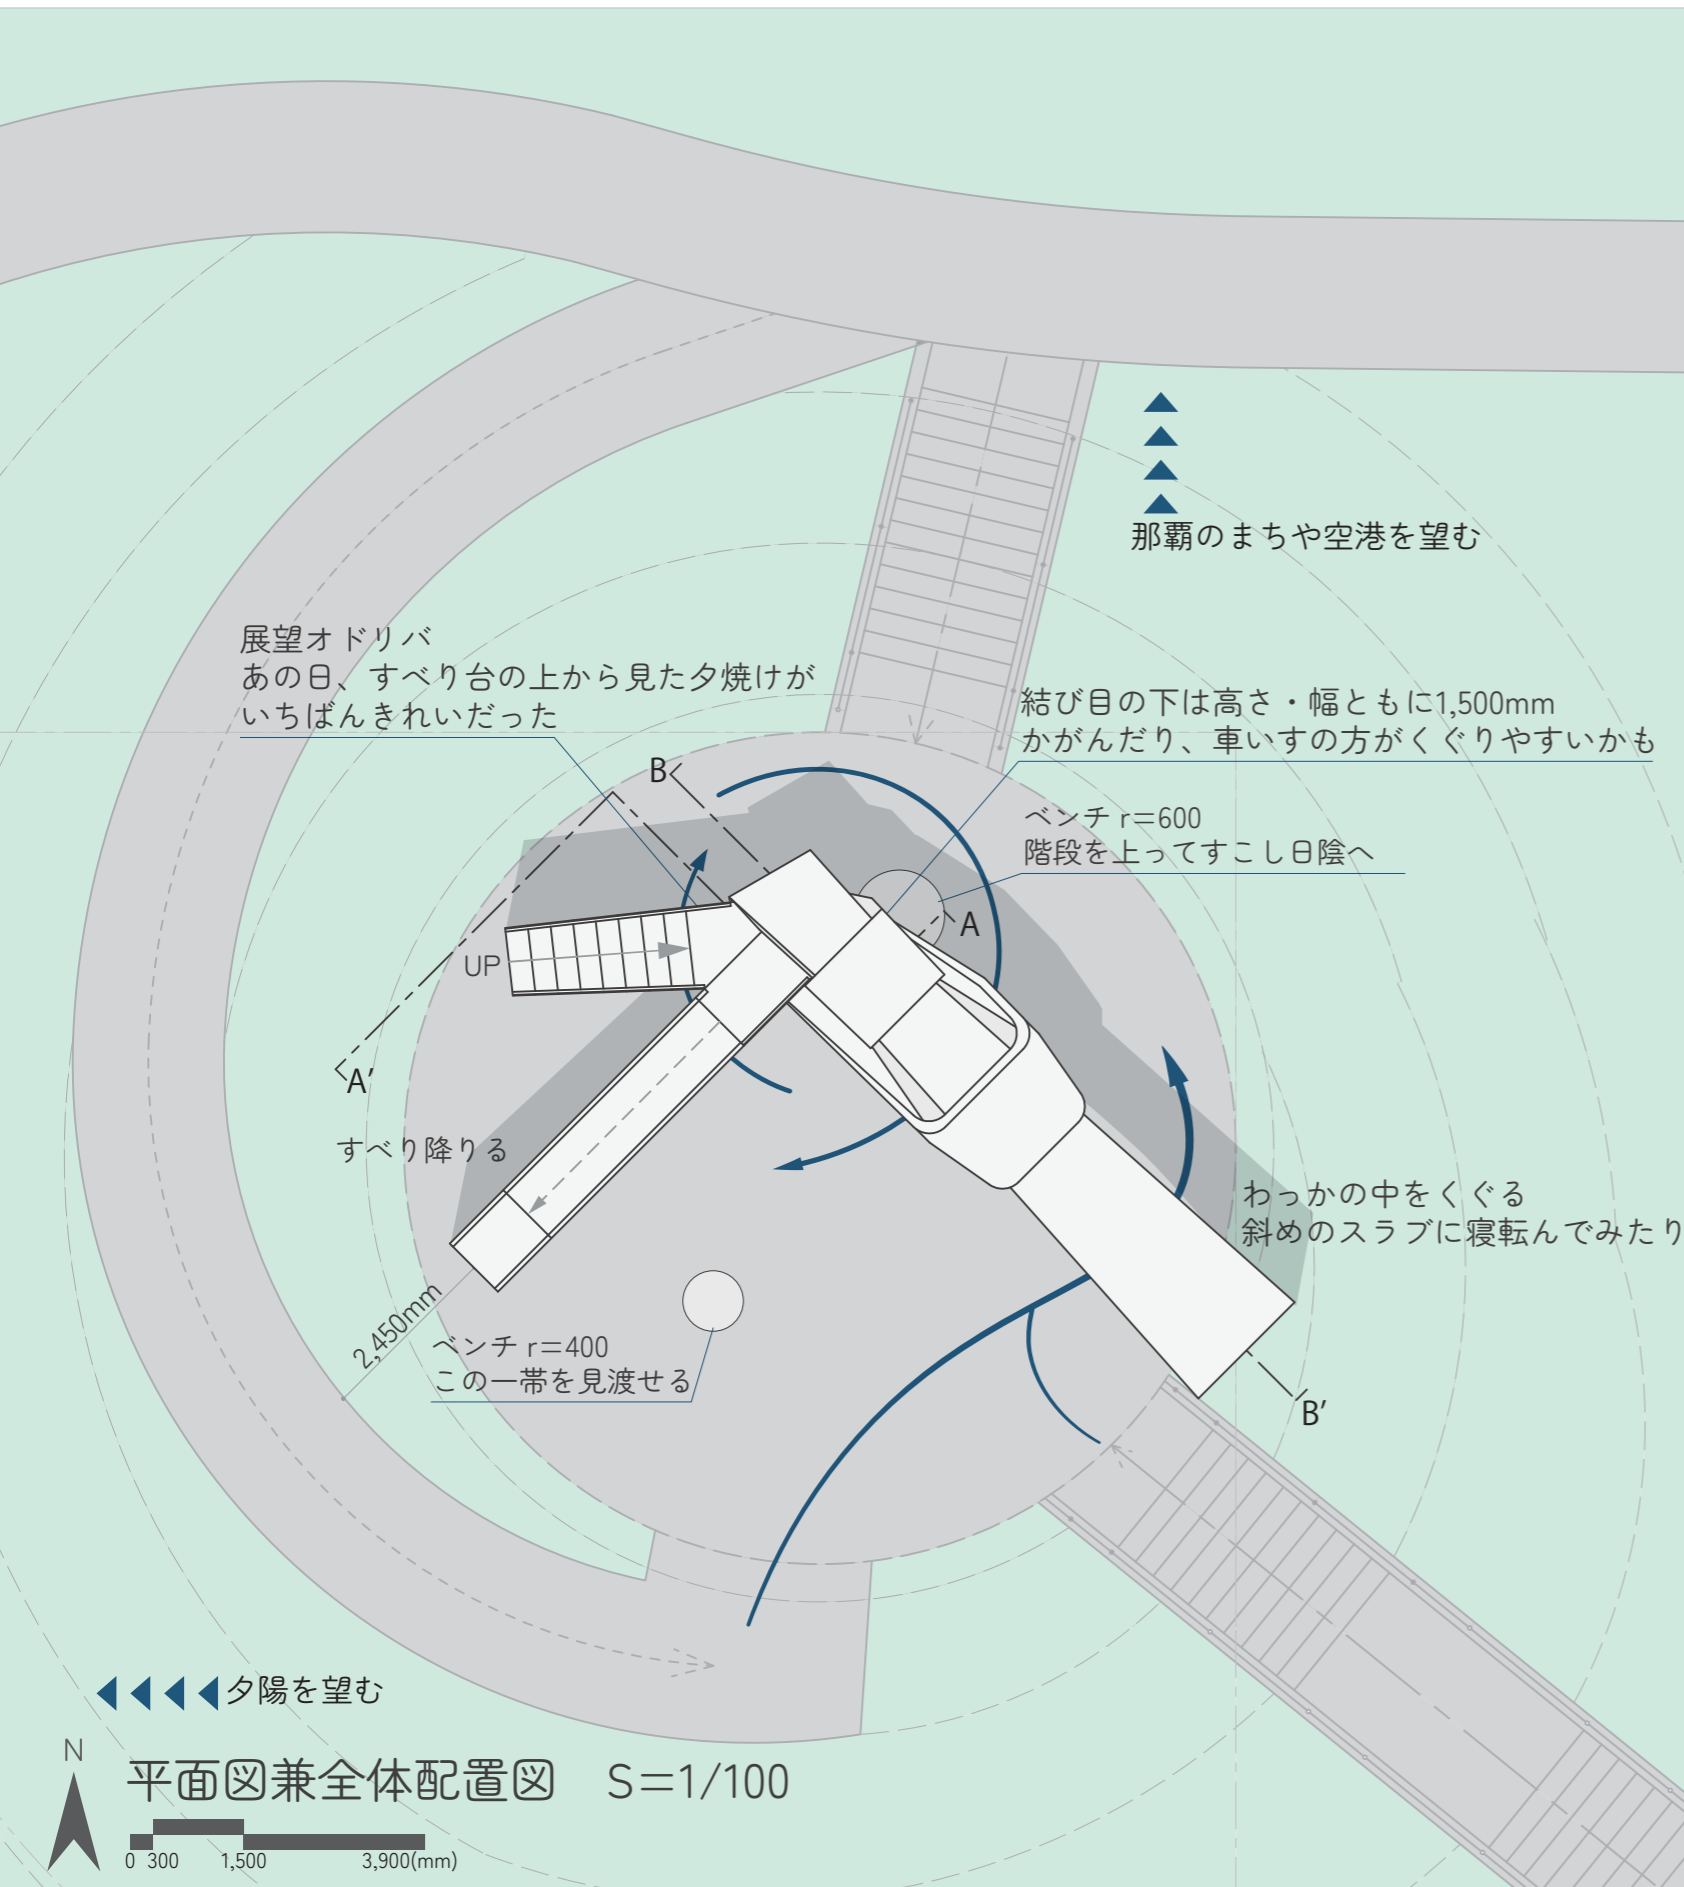 那覇のまちや空港を望む
展望オドリバ
あの日、すべり台の上から見た夕焼けが
いちばんきれいだった
結び目の下は高さ・幅ともに1,500mm
かがんだり、車いすの方がくぐりやすいかも
B
ベンチ r=600
階段を上ってすこし日陰へ
A
UP
A′
すべり降りる
わっかの中をくぐる
斜めのスラブに寝転んでみたり
2,450mm
ベンチ r=400
この一帯を見渡せる
B′
夕陽を望む
N
平面図兼全体配置図 S=1/100
0 300 1,500 3,900(mm)